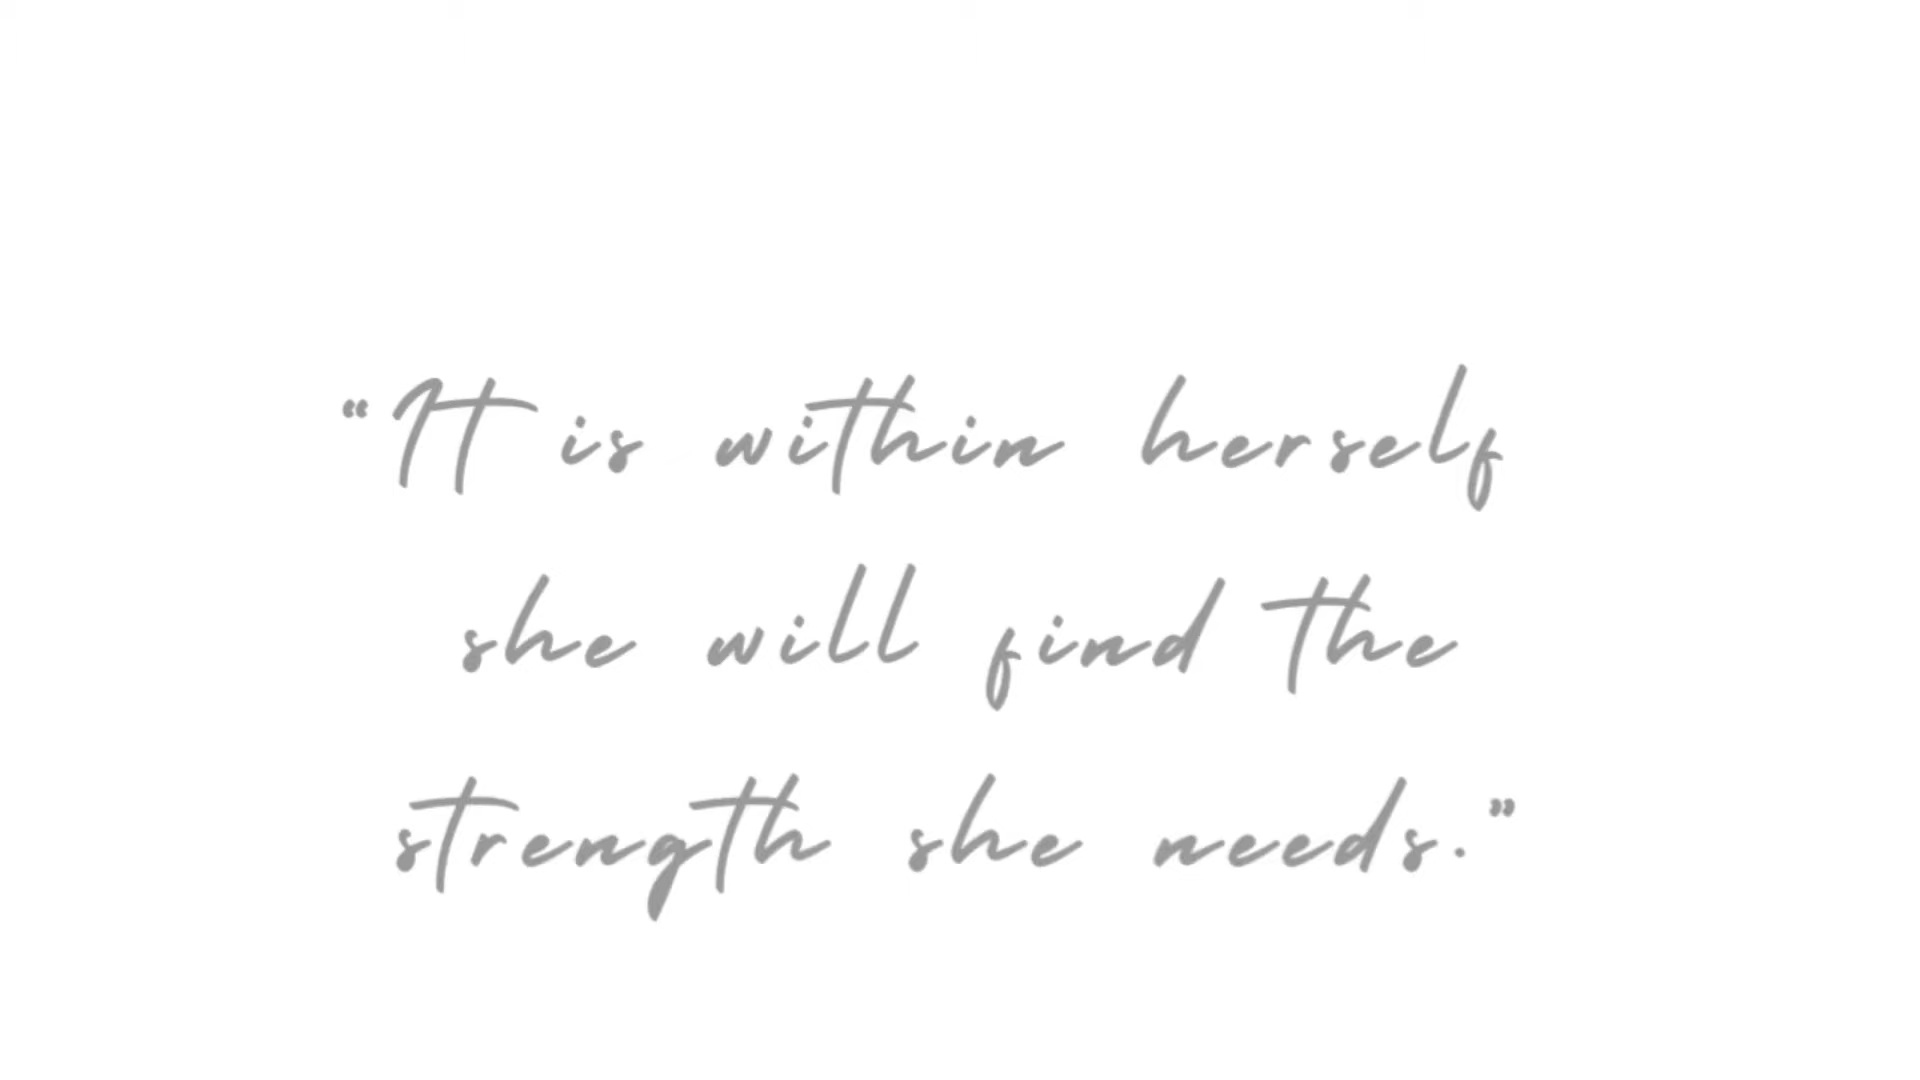 “It is within herself
she will find the
strength she needs.”